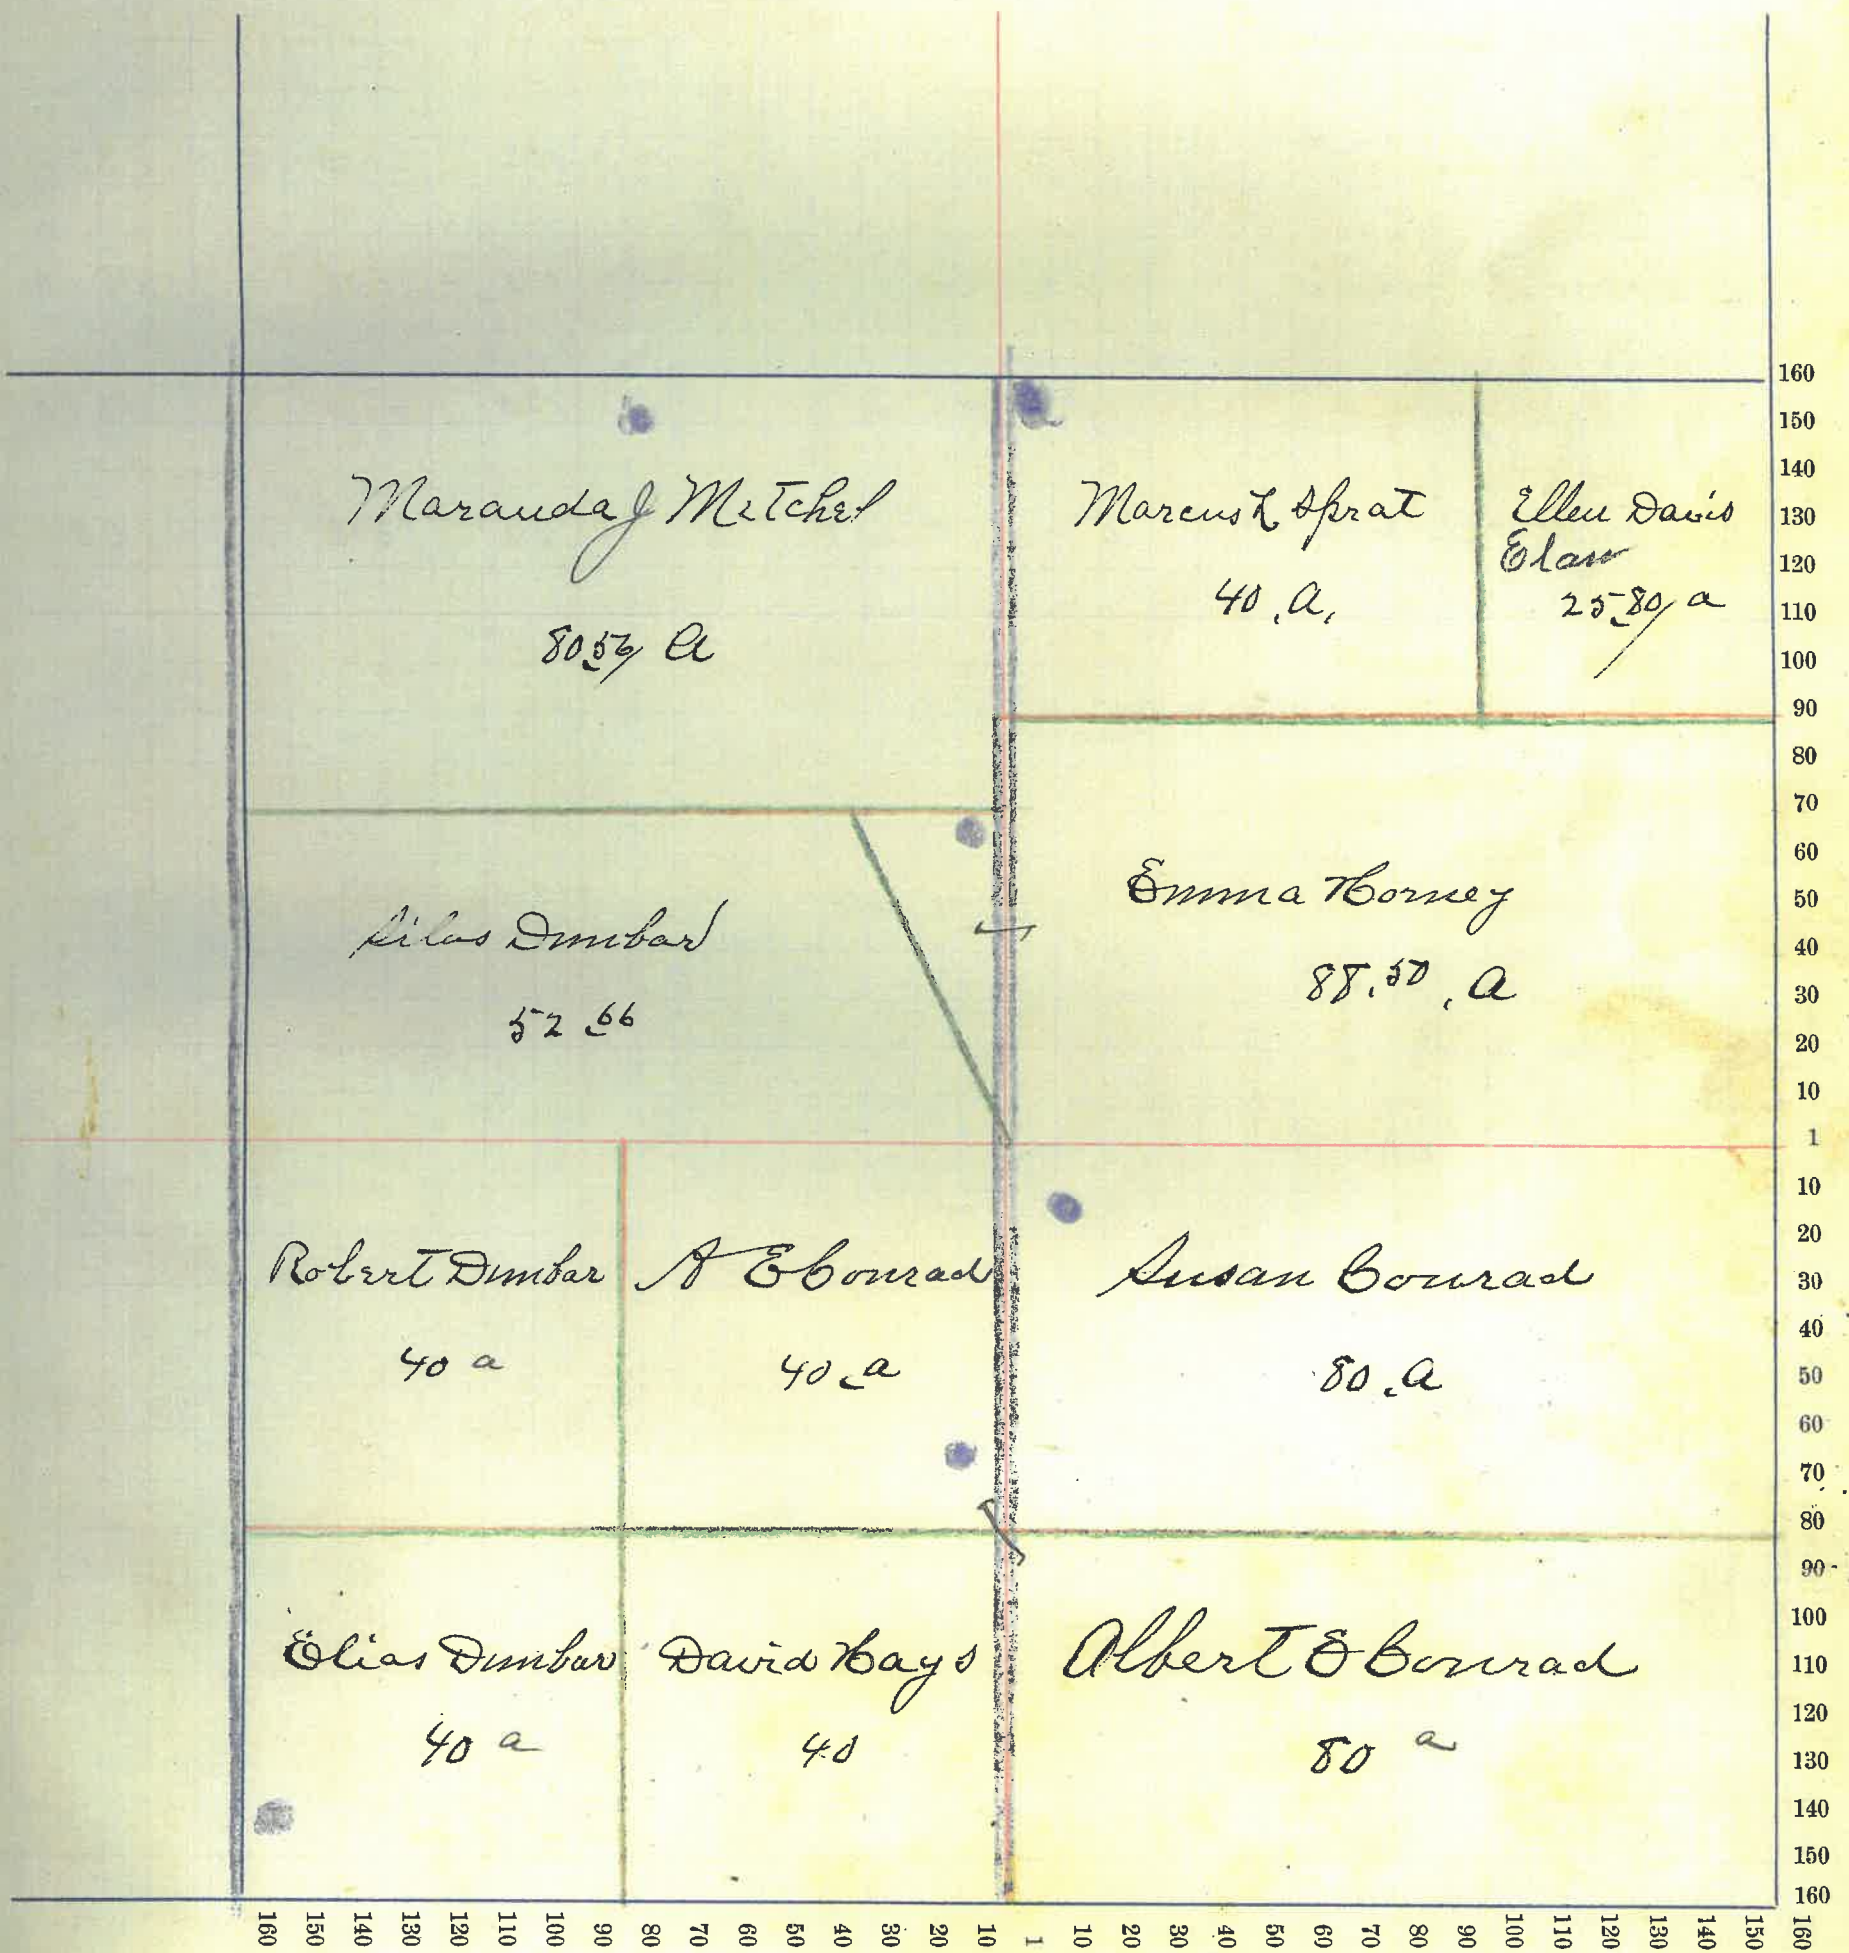 Maranda J Mitchel
80.56/ A
Marcus L Sprat
40.A.
Ellen Davis
Elan
25.80/ a
Silas Dunbar
52.66
Emma Horney
88.50.A
Robert Dunbar
40 a
A E Conrad
40.a
Susan Conrad
80.A
Elias Dunbar
40 a
David Hays
40
Albert E Conrad
80 a
160
150
140
130
120
110
100
90
80
70
60
50
40
30
20
10
1
10
20
30
40
50
60
70
80
90
100
110
120
130
140
150
160
160 150 140 130 120 110 100 90 80 70 60 50 40 30 20 10 1 10 20 30 40 50 60 70 80 90 100 110 120 130 140 150 160